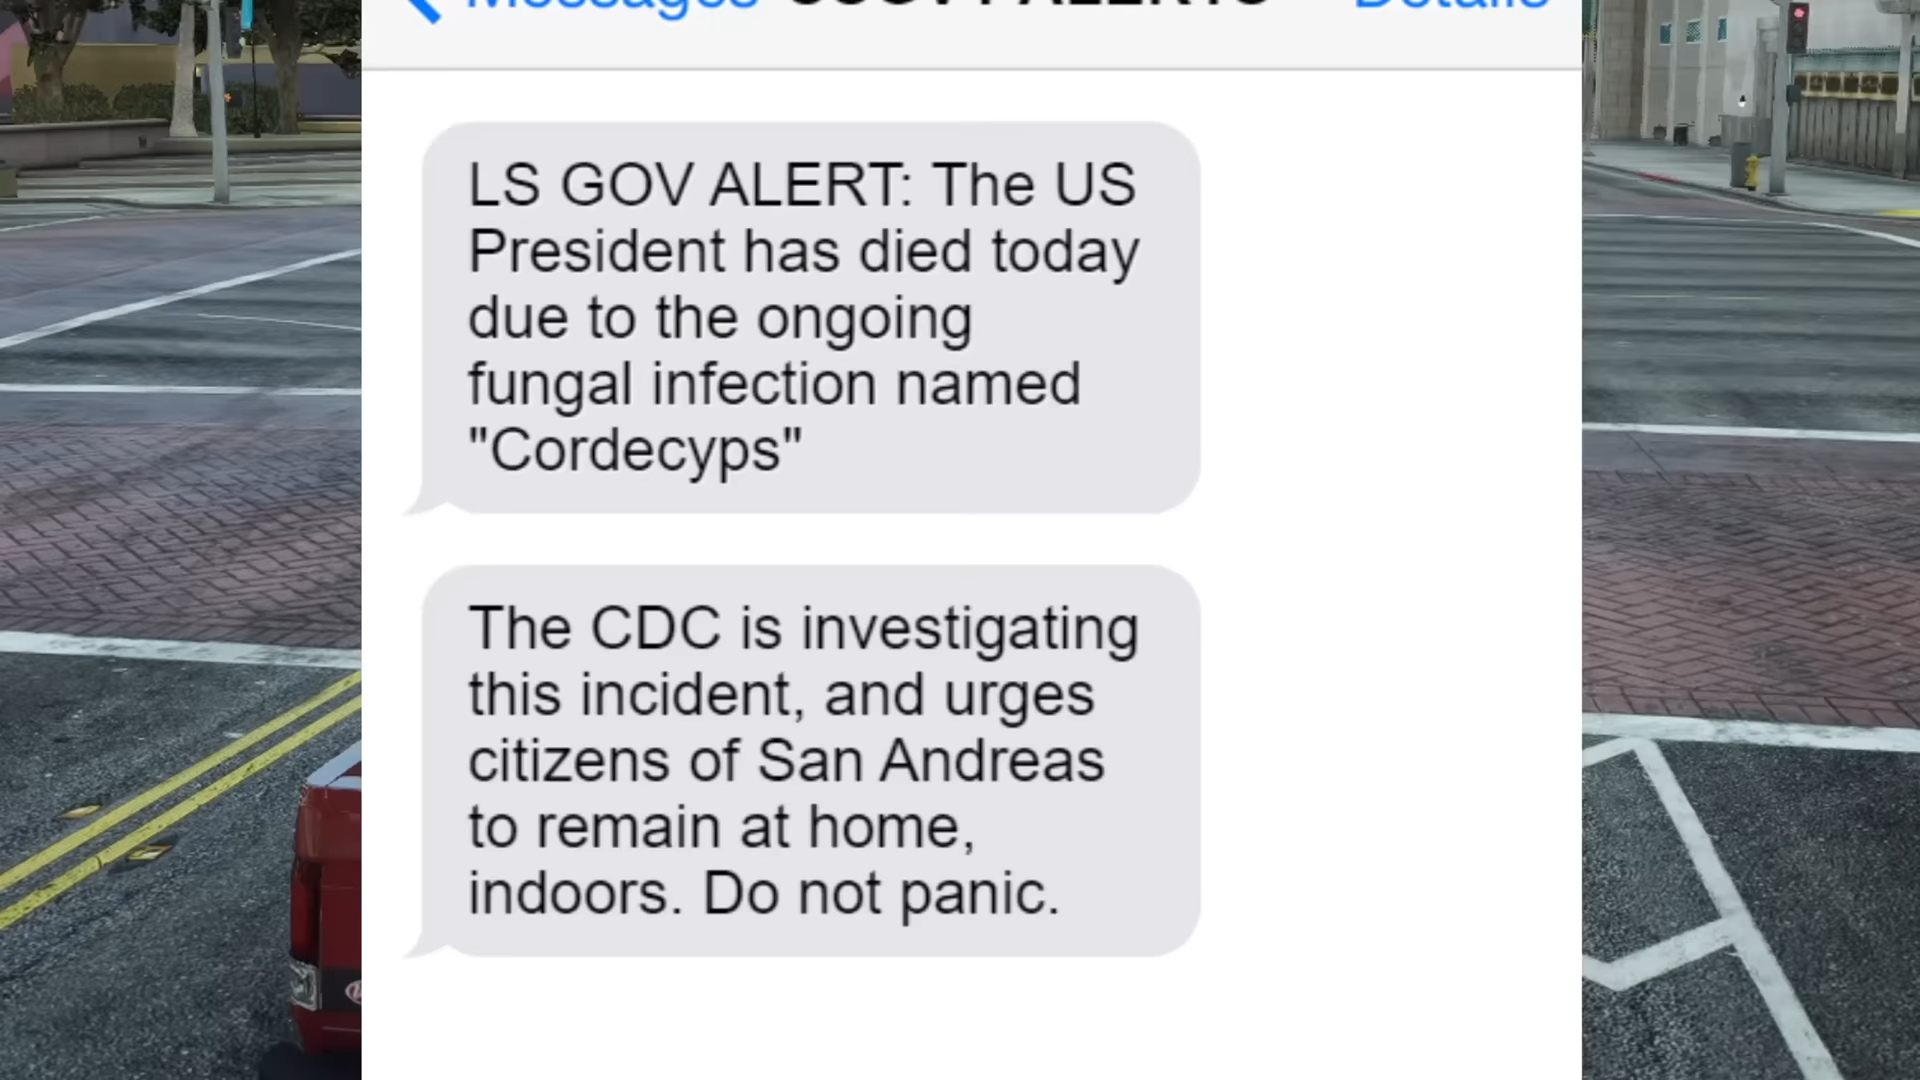 LS GOV ALERT: The US
President has died today
due to the ongoing
fungal infection named
"Cordecyps"
The CDC is investigating
this incident, and urges
citizens of San Andreas
to remain at home,
indoors. Do not panic.